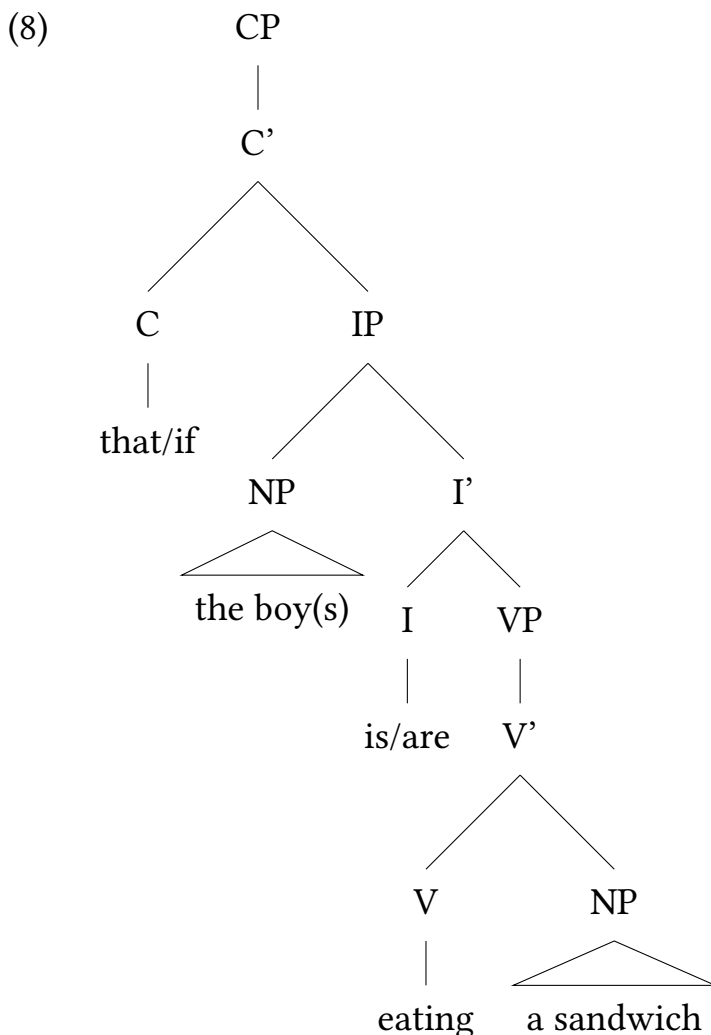 (8) CP
C’
C IP
that/if
NP I’
the boy(s) I VP
is/are V’
V NP
eating a sandwich